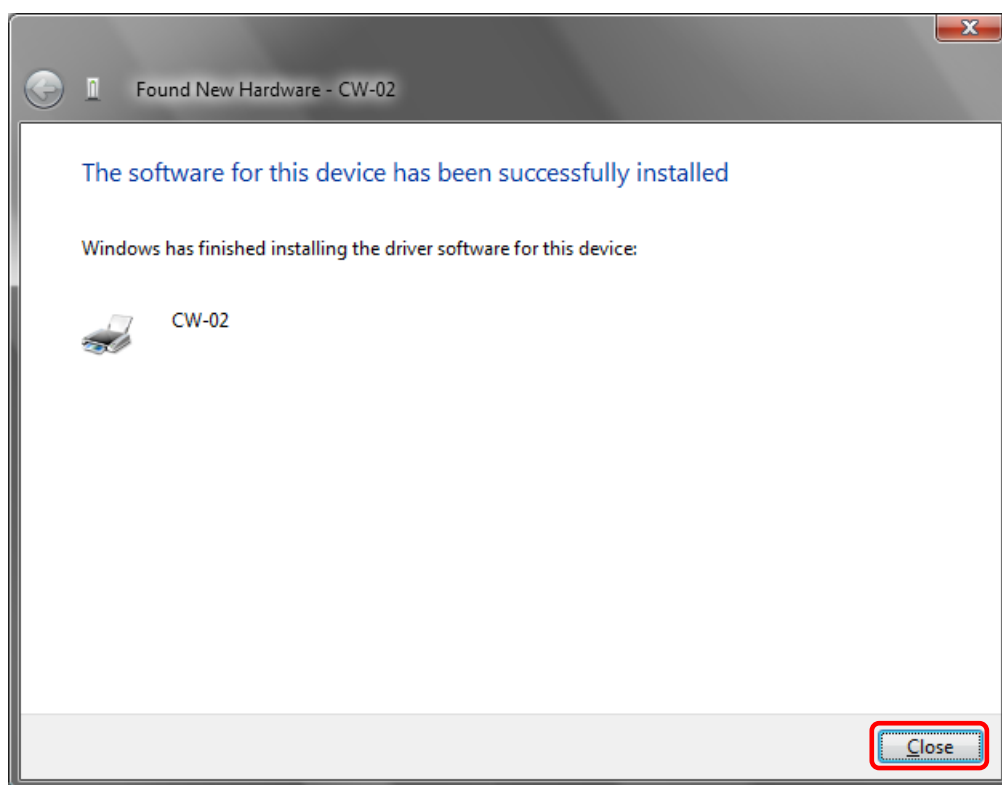 Found New Hardware - CW-02
The software for this device has been successfully installed
Windows has finished installing the driver software for this device:
CW-02
Close